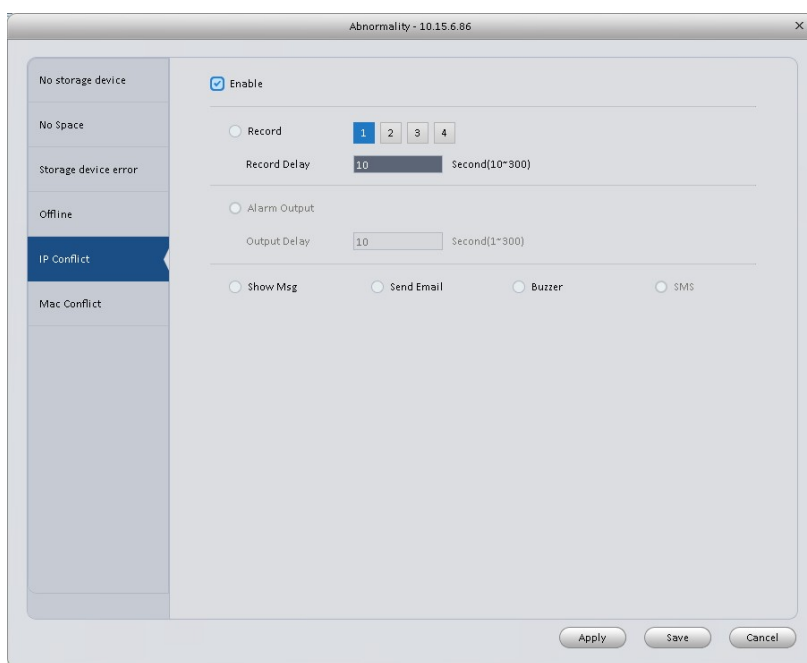 Abnormality - 10.15.6.86
No storage device
No Space
Storage device error
Offline
IP Conflict
Mac Conflict
Enable
Record 1 2 3 4
Record Delay 10 Second(10~300)
Alarm Output
Output Delay 10 Second(1~300)
Show Msg Send Email Buzzer SMS
Apply Save Cancel